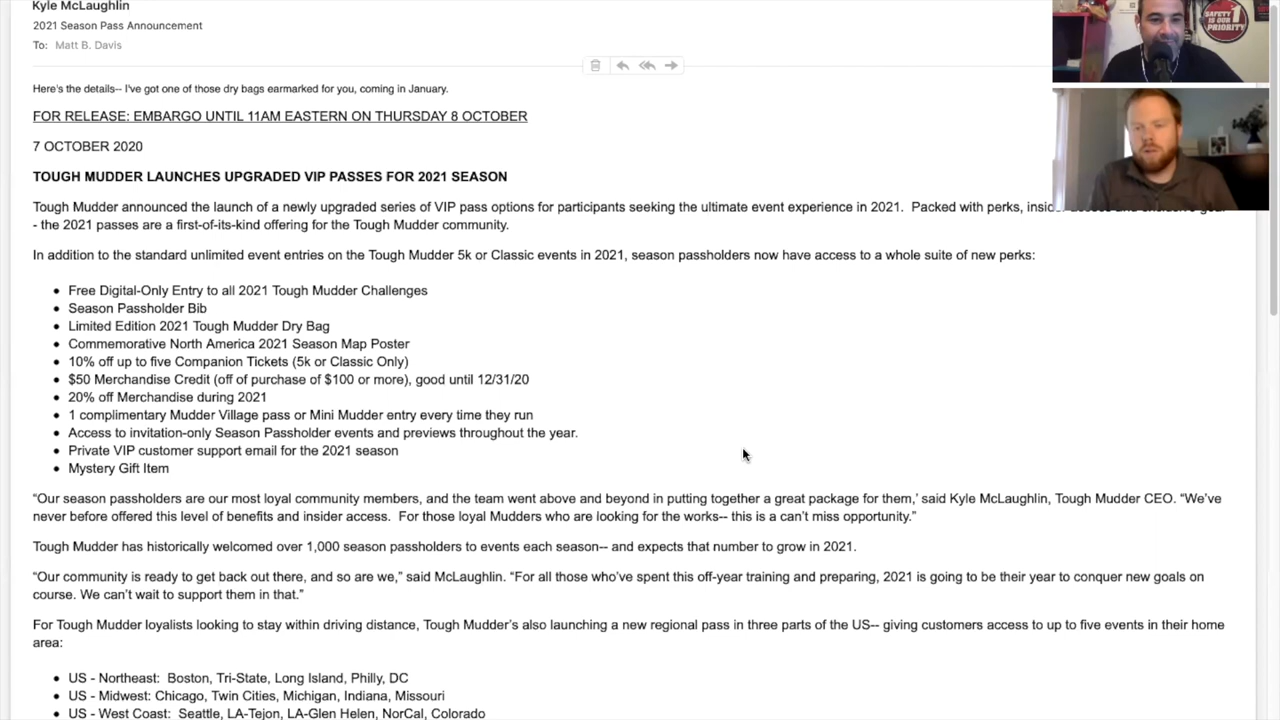 Kyle McLaughlin
2021 Season Pass Announcement
To: Matt B. Davis
Here's the details-- I've got one of those dry bags earmarked for you, coming in January.
FOR RELEASE: EMBARGO UNTIL 11AM EASTERN ON THURSDAY 8 OCTOBER
7 OCTOBER 2020
TOUGH MUDDER LAUNCHES UPGRADED VIP PASSES FOR 2021 SEASON
Tough Mudder announced the launch of a newly upgraded series of VIP pass options for participants seeking the ultimate event experience in 2021.  Packed with perks,
- the 2021 passes are a first-of-its-kind offering for the Tough Mudder community.
In addition to the standard unlimited event entries on the Tough Mudder 5k or Classic events in 2021, season passholders now have access to a whole suite of new perks:
• Free Digital-Only Entry to all 2021 Tough Mudder Challenges
• Season Passholder Bib
• Limited Edition 2021 Tough Mudder Dry Bag
• Commemorative North America 2021 Season Map Poster
• 10% off up to five Companion Tickets (5k or Classic Only)
• $50 Merchandise Credit (off of purchase of $100 or more), good until 12/31/20
• 20% off Merchandise during 2021
• 1 complimentary Mudder Village pass or Mini Mudder entry every time they run
• Access to invitation-only Season Passholder events and previews throughout the year.
• Private VIP customer support email for the 2021 season
• Mystery Gift Item
“Our season passholders are our most loyal community members, and the team went above and beyond in putting together a great package for them,’ said Kyle McLaughlin, Tough Mudder CEO. “We’ve
never before offered this level of benefits and insider access.  For those loyal Mudders who are looking for the works-- this is a can’t miss opportunity.”
Tough Mudder has historically welcomed over 1,000 season passholders to events each season-- and expects that number to grow in 2021.
“Our community is ready to get back out there, and so are we,” said McLaughlin. “For all those who’ve spent this off-year training and preparing, 2021 is going to be their year to conquer new goals on
course. We can’t wait to support them in that.”
For Tough Mudder loyalists looking to stay within driving distance, Tough Mudder’s also launching a new regional pass in three parts of the US-- giving customers access to up to five events in their home
area:
• US - Northeast:  Boston, Tri-State, Long Island, Philly, DC
• US - Midwest: Chicago, Twin Cities, Michigan, Indiana, Missouri
• US - West Coast:  Seattle, LA-Tejon, LA-Glen Helen, NorCal, Colorado
SAFETY
IS OUR
PRIORITY
1